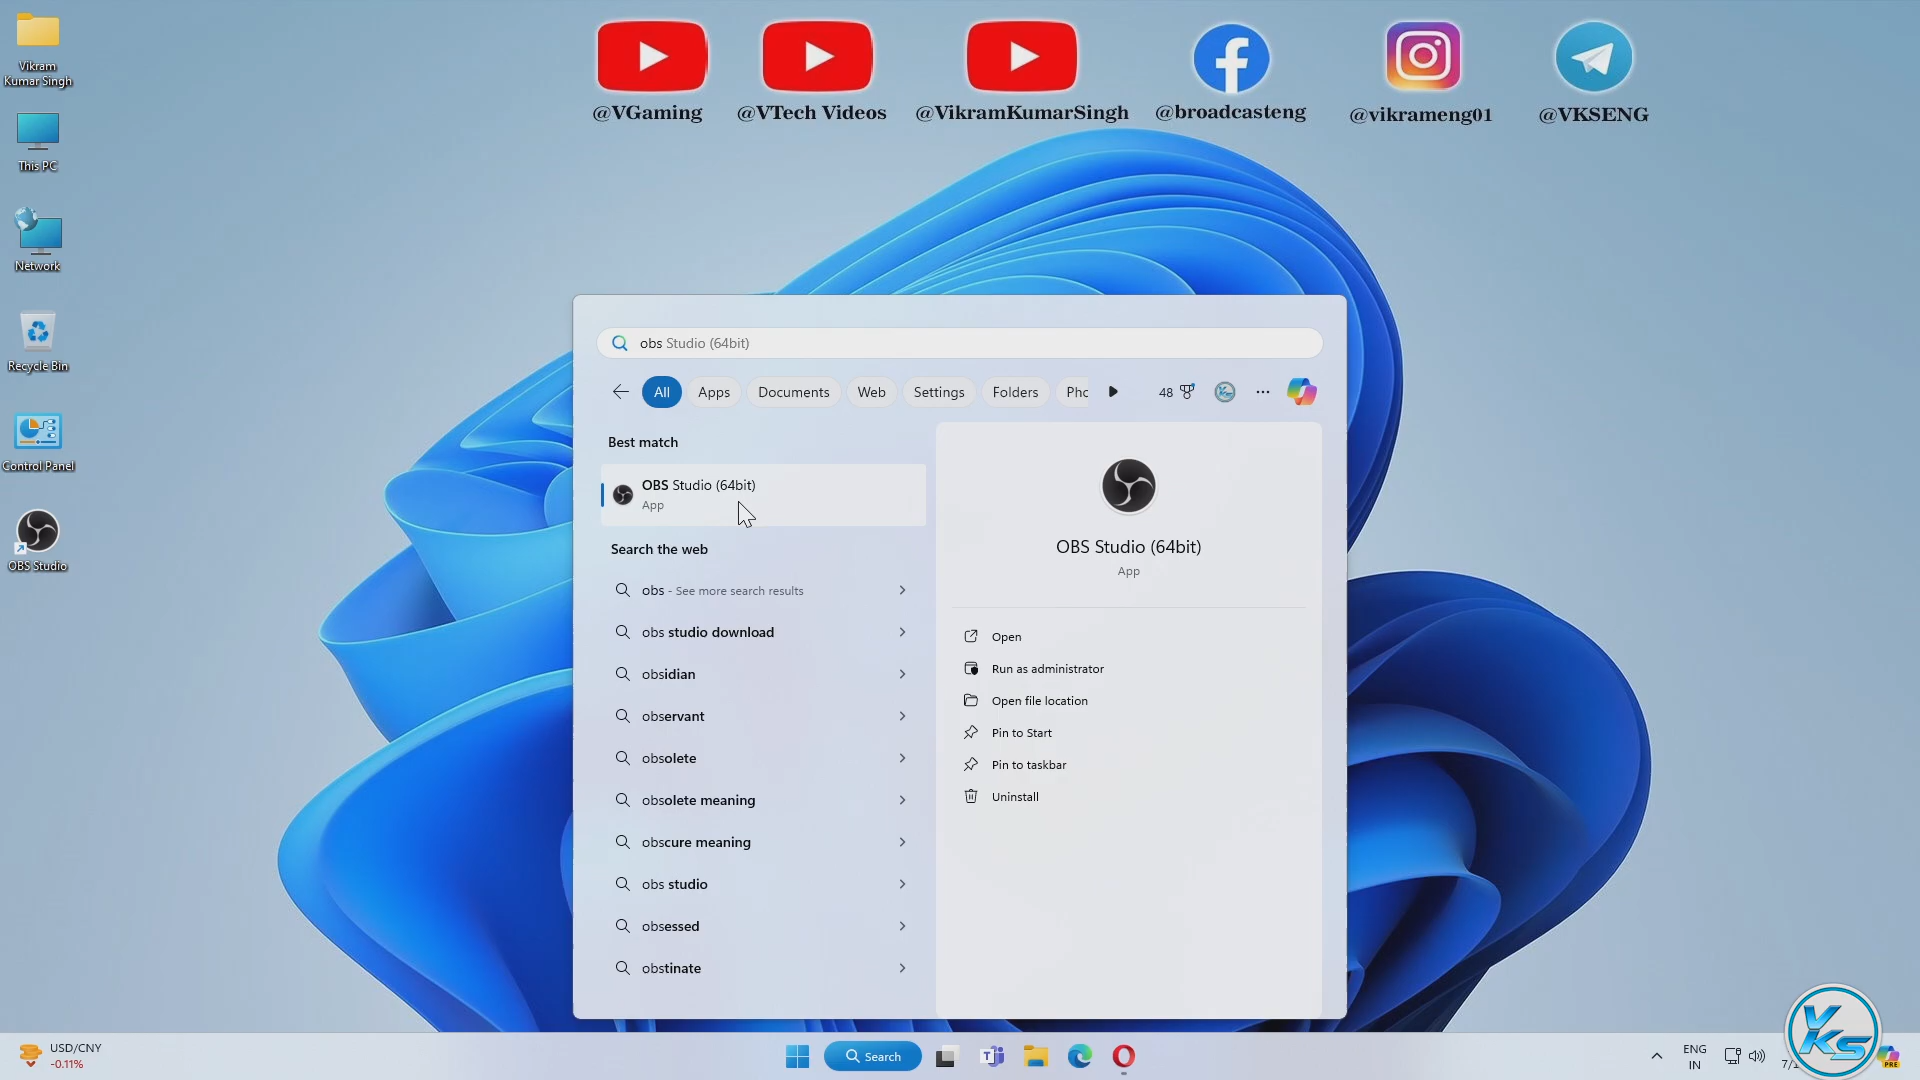 Vikram
Kumar Singh
This PC
Network
Recycle Bin
Control Panel
OBS Studio
@VGaming
@VTech Videos
@VikramKumarSingh
@broadcasteng
@vikrameng01
@VKSENG
obs Studio (64bit)
All
Apps
Documents
Web
Settings
Folders
Pho
48
Best match
OBS Studio (64bit)
App
Search the web
obs - See more search results
obs studio download
obsidian
observant
obsolete
obsolete meaning
obscure meaning
obs studio
obsessed
obstinate
OBS Studio (64bit)
App
Open
Run as administrator
Open file location
Pin to Start
Pin to taskbar
Uninstall
USD/CNY
-0.11%
Search
ENG
IN
VKS
PRE